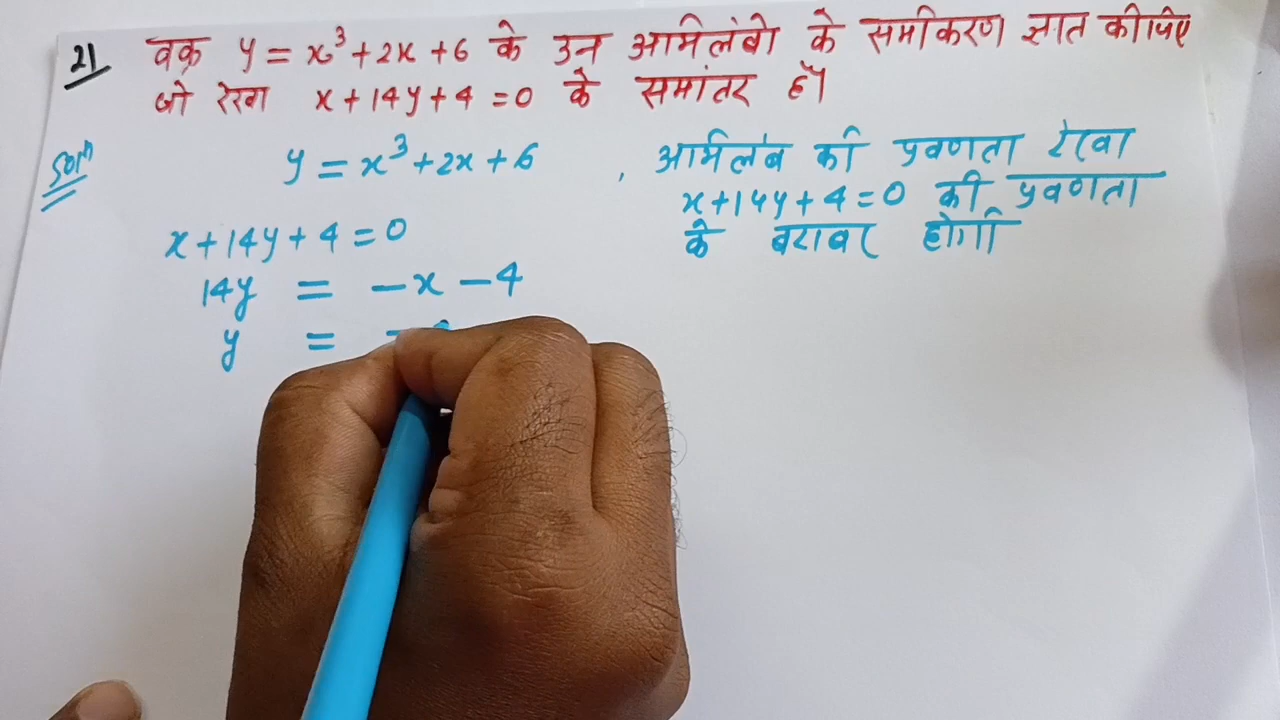 21 वक्र y = x³ + 2x + 6 के उन अभिलंबो के समीकरण ज्ञात कीजिए
जो रेखा x + 14y + 4 = 0 के समांतर है।
Soln y = x³ + 2x + 6 , अभिलंब की प्रवणता रेखा
x + 14y + 4 = 0 की प्रवणता
के बराबर होगी
x + 14y + 4 = 0
14y = -x - 4
y = -